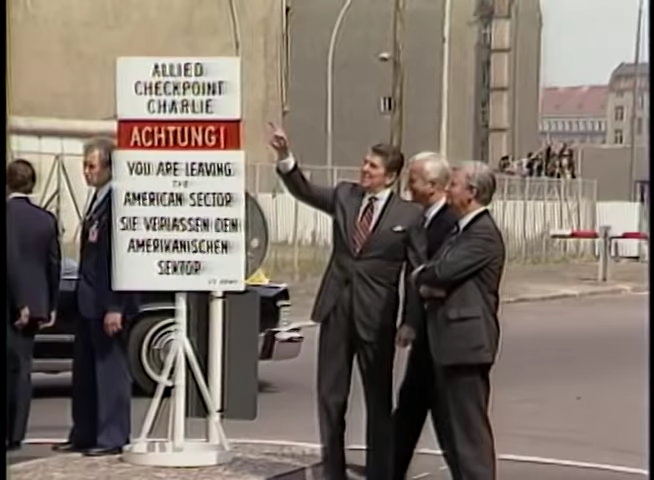 ALLIED
CHECKPOINT
CHARLIE
ACHTUNG!
YOU ARE LEAVING
THE
AMERICAN SECTOR
SIE VERLASSEN DEN
AMERIKANISCHEN
SEKTOR